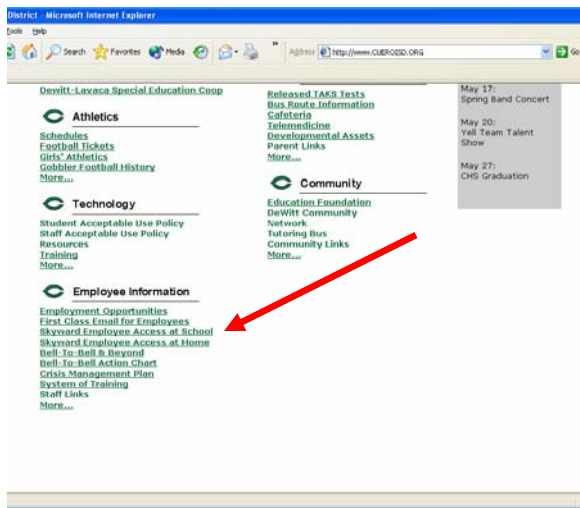 District - Microsoft Internet Explorer
Tools Help
Search Favorites Media
Address http://www.CUEROISD.ORG Go
Dewitt-Lavaca Special Education Coop
Athletics
Schedules
Football Tickets
Girls' Athletics
Gobbler Football History
More...
Technology
Student Acceptable Use Policy
Staff Acceptable Use Policy
Resources
Training
More...
Employee Information
Employment Opportunities
First Class Email for Employees
Skyward Employee Access at School
Skyward Employee Access at Home
Bell-To-Bell & Beyond
Bell-To-Bell Action Chart
Crisis Management Plan
System of Training
Staff Links
More...
Released TAKS Tests
Bus Route Information
Cafeteria
Telemedicine
Developmental Assets
Parent Links
More...
Community
Education Foundation
DeWitt Community
Network
Tutoring Bus
Community Links
More...
May 17:
Spring Band Concert
May 20:
Yell Team Talent
Show
May 27:
CHS Graduation